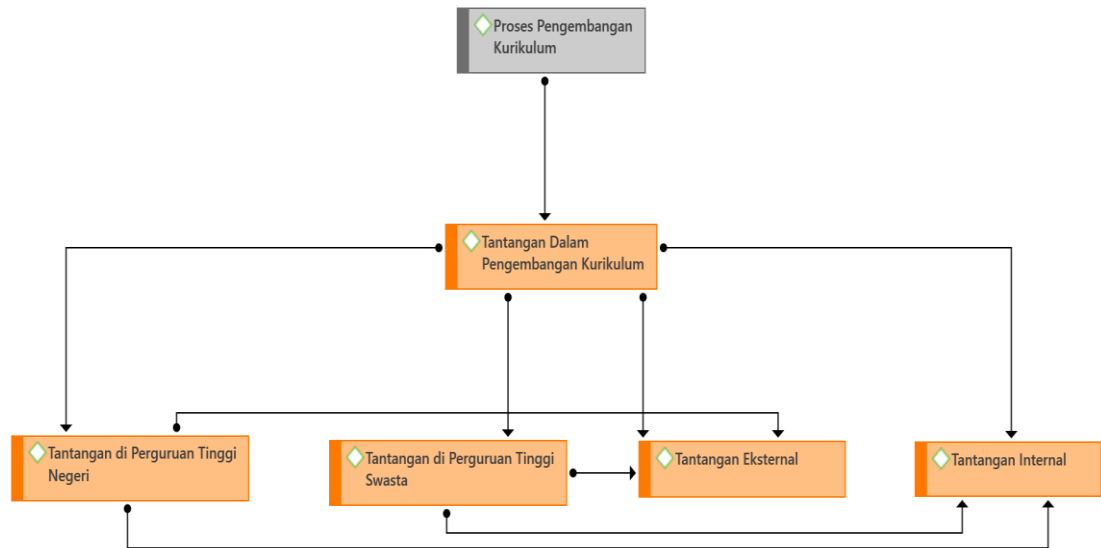 Proses Pengembangan
Kurikulum
Tantangan Dalam
Pengembangan Kurikulum
Tantangan di Perguruan Tinggi
Negeri
Tantangan di Perguruan Tinggi
Swasta
Tantangan Eksternal
Tantangan Internal